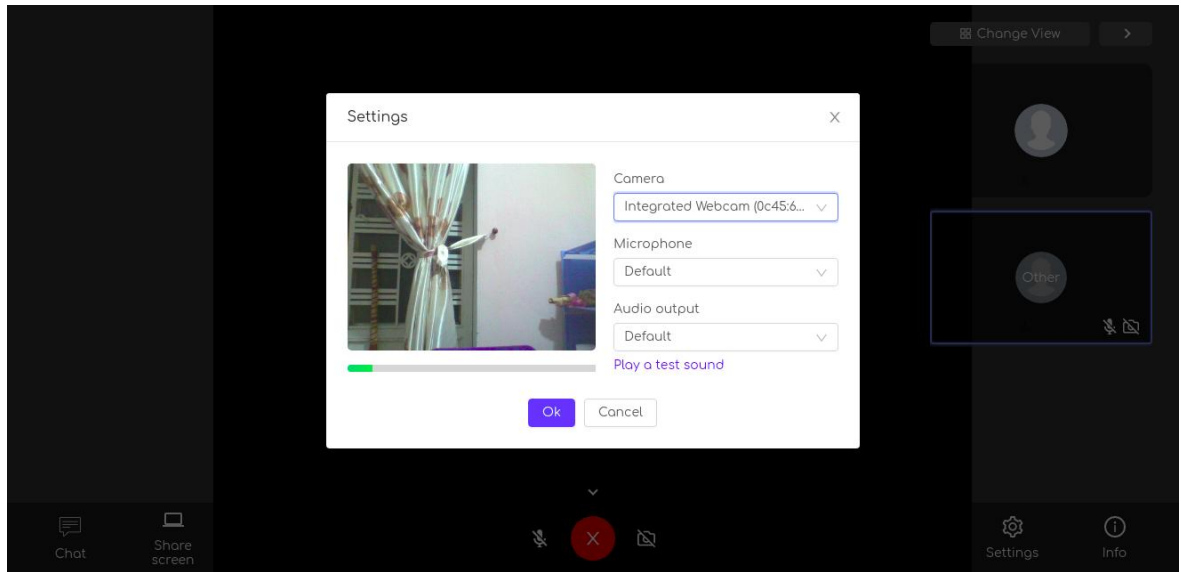 Change View
Settings
Camera
Integrated Webcam (0c45:6...
Microphone
Default
Audio output
Default
Play a test sound
Ok
Cancel
Other
Chat
Share
screen
Settings
Info